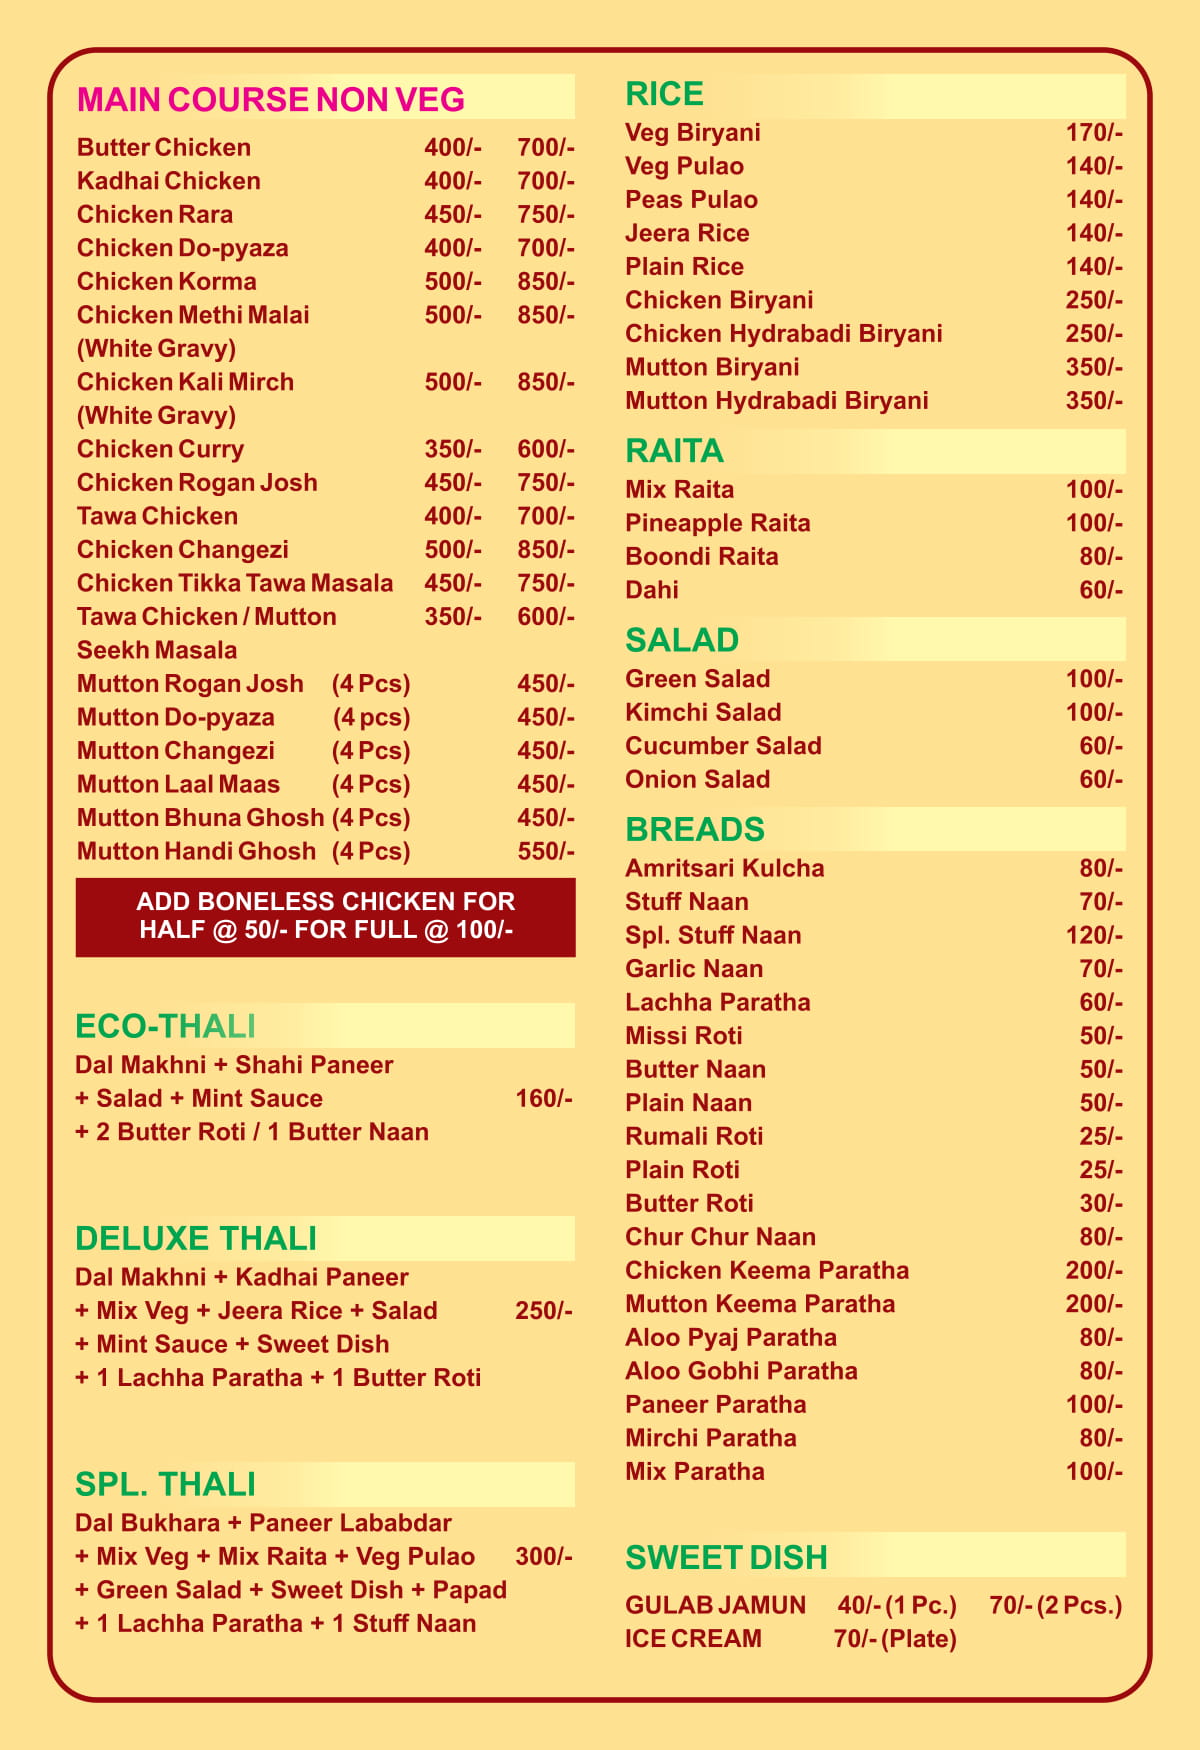 MAIN COURSE NON VEG
Butter Chicken 400/- 700/-
Kadhai Chicken 400/- 700/-
Chicken Rara 450/- 750/-
Chicken Do-pyaza 400/- 700/-
Chicken Korma 500/- 850/-
Chicken Methi Malai 500/- 850/-
(White Gravy)
Chicken Kali Mirch 500/- 850/-
(White Gravy)
Chicken Curry 350/- 600/-
Chicken Rogan Josh 450/- 750/-
Tawa Chicken 400/- 700/-
Chicken Changezi 500/- 850/-
Chicken Tikka Tawa Masala 450/- 750/-
Tawa Chicken / Mutton 350/- 600/-
Seekh Masala
Mutton Rogan Josh (4 Pcs) 450/-
Mutton Do-pyaza (4 pcs) 450/-
Mutton Changezi (4 Pcs) 450/-
Mutton Laal Maas (4 Pcs) 450/-
Mutton Bhuna Ghosh (4 Pcs) 450/-
Mutton Handi Ghosh (4 Pcs) 550/-
ADD BONELESS CHICKEN FOR
HALF @ 50/- FOR FULL @ 100/-
ECO-THALI
Dal Makhni + Shahi Paneer
+ Salad + Mint Sauce 160/-
+ 2 Butter Roti / 1 Butter Naan
DELUXE THALI
Dal Makhni + Kadhai Paneer
+ Mix Veg + Jeera Rice + Salad 250/-
+ Mint Sauce + Sweet Dish
+ 1 Lachha Paratha + 1 Butter Roti
SPL. THALI
Dal Bukhara + Paneer Lababdar
+ Mix Veg + Mix Raita + Veg Pulao 300/-
+ Green Salad + Sweet Dish + Papad
+ 1 Lachha Paratha + 1 Stuff Naan
RICE
Veg Biryani 170/-
Veg Pulao 140/-
Peas Pulao 140/-
Jeera Rice 140/-
Plain Rice 140/-
Chicken Biryani 250/-
Chicken Hydrabadi Biryani 250/-
Mutton Biryani 350/-
Mutton Hydrabadi Biryani 350/-
RAITA
Mix Raita 100/-
Pineapple Raita 100/-
Boondi Raita 80/-
Dahi 60/-
SALAD
Green Salad 100/-
Kimchi Salad 100/-
Cucumber Salad 60/-
Onion Salad 60/-
BREADS
Amritsari Kulcha 80/-
Stuff Naan 70/-
Spl. Stuff Naan 120/-
Garlic Naan 70/-
Lachha Paratha 60/-
Missi Roti 50/-
Butter Naan 50/-
Plain Naan 50/-
Rumali Roti 25/-
Plain Roti 25/-
Butter Roti 30/-
Chur Chur Naan 80/-
Chicken Keema Paratha 200/-
Mutton Keema Paratha 200/-
Aloo Pyaj Paratha 80/-
Aloo Gobhi Paratha 80/-
Paneer Paratha 100/-
Mirchi Paratha 80/-
Mix Paratha 100/-
SWEET DISH
GULAB JAMUN 40/- (1 Pc.) 70/- (2 Pcs.)
ICE CREAM 70/- (Plate)